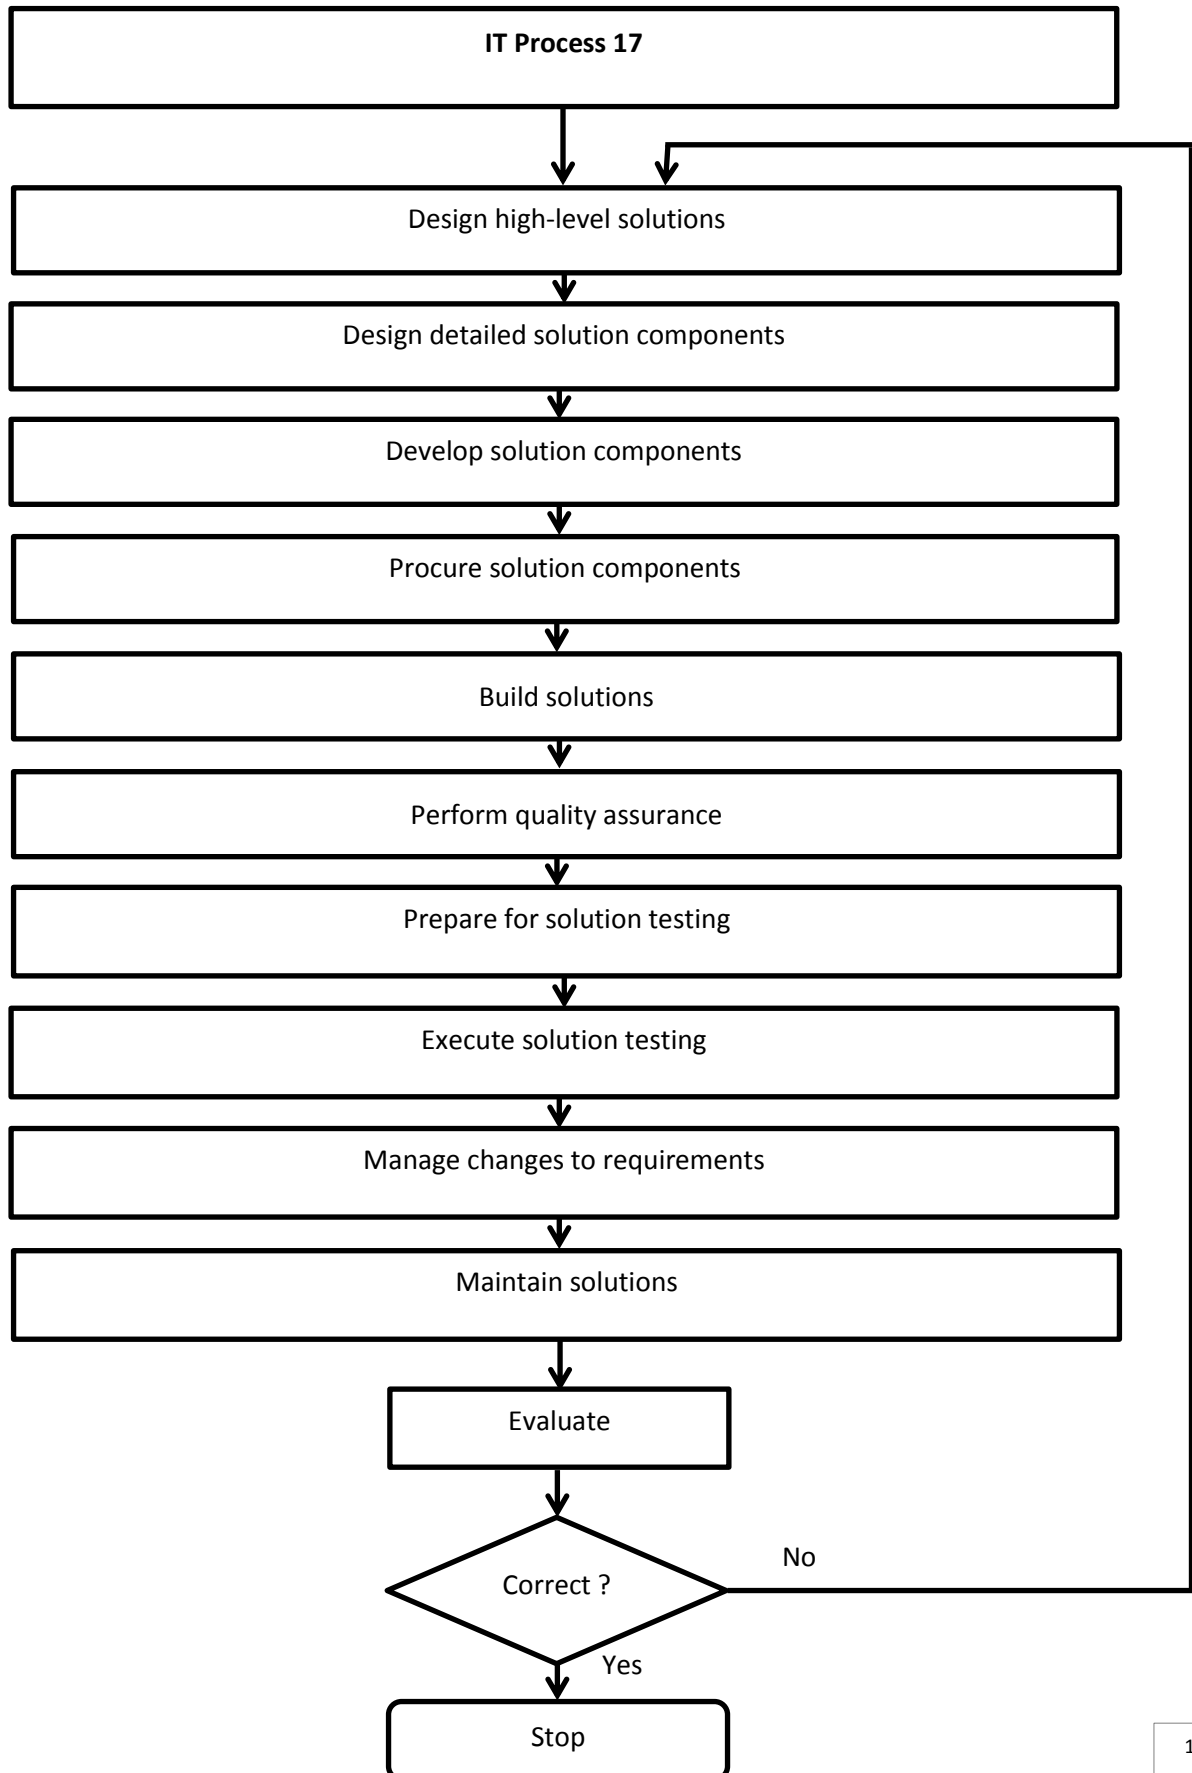 IT Process 17
Design high-level solutions
Design detailed solution components
Develop solution components
Procure solution components
Build solutions
Perform quality assurance
Prepare for solution testing
Execute solution testing
Manage changes to requirements
Maintain solutions
Evaluate
Correct ?
No
Yes
Stop
1